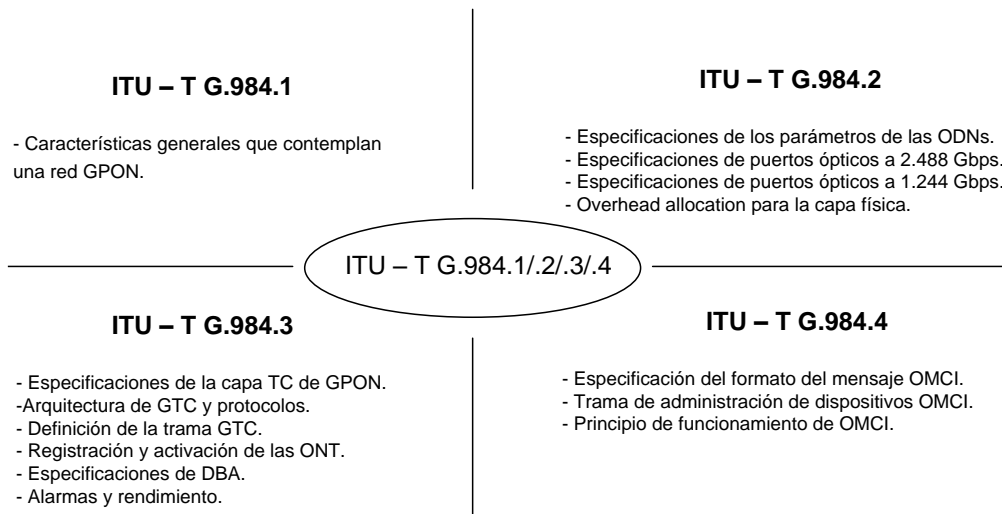 ITU – T G.984.1
- Características generales que contemplan
una red GPON.
ITU – T G.984.2
- Especificaciones de los parámetros de las ODNs.
- Especificaciones de puertos ópticos a 2.488 Gbps.
- Especificaciones de puertos ópticos a 1.244 Gbps.
- Overhead allocation para la capa física.
ITU – T G.984.1/.2/.3/.4
ITU – T G.984.3
- Especificaciones de la capa TC de GPON.
-Arquitectura de GTC y protocolos.
- Definición de la trama GTC.
- Registración y activación de las ONT.
- Especificaciones de DBA.
- Alarmas y rendimiento.
ITU – T G.984.4
- Especificación del formato del mensaje OMCI.
- Trama de administración de dispositivos OMCI.
- Principio de funcionamiento de OMCI.